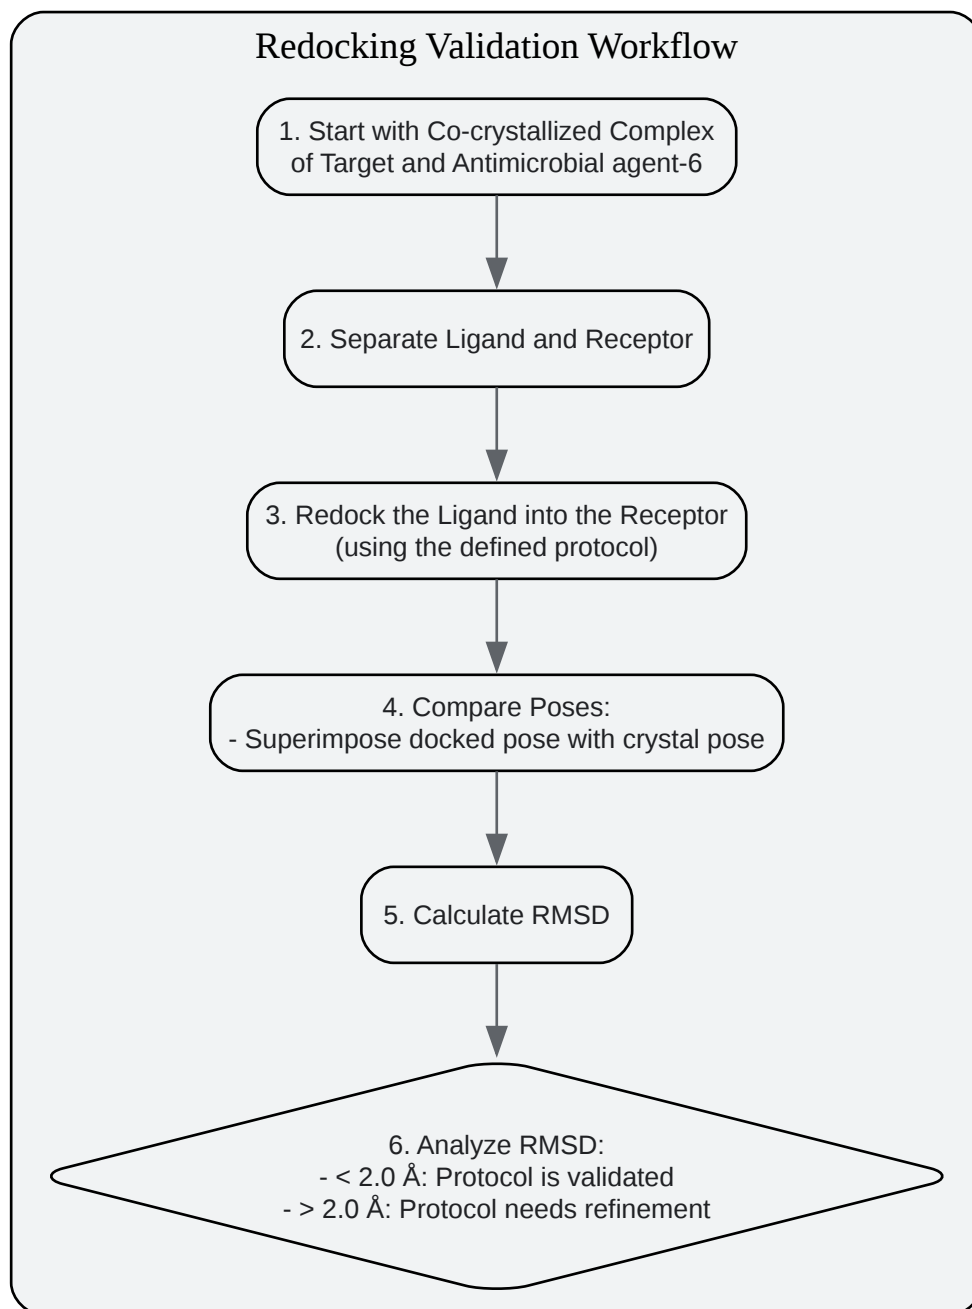 Redocking Validation Workflow
1. Start with Co-crystallized Complex
of Target and Antimicrobial agent-6
2. Separate Ligand and Receptor
3. Redock the Ligand into the Receptor
(using the defined protocol)
4. Compare Poses:
- Superimpose docked pose with crystal pose
5. Calculate RMSD
6. Analyze RMSD:
- < 2.0 Å: Protocol is validated
- > 2.0 Å: Protocol needs refinement